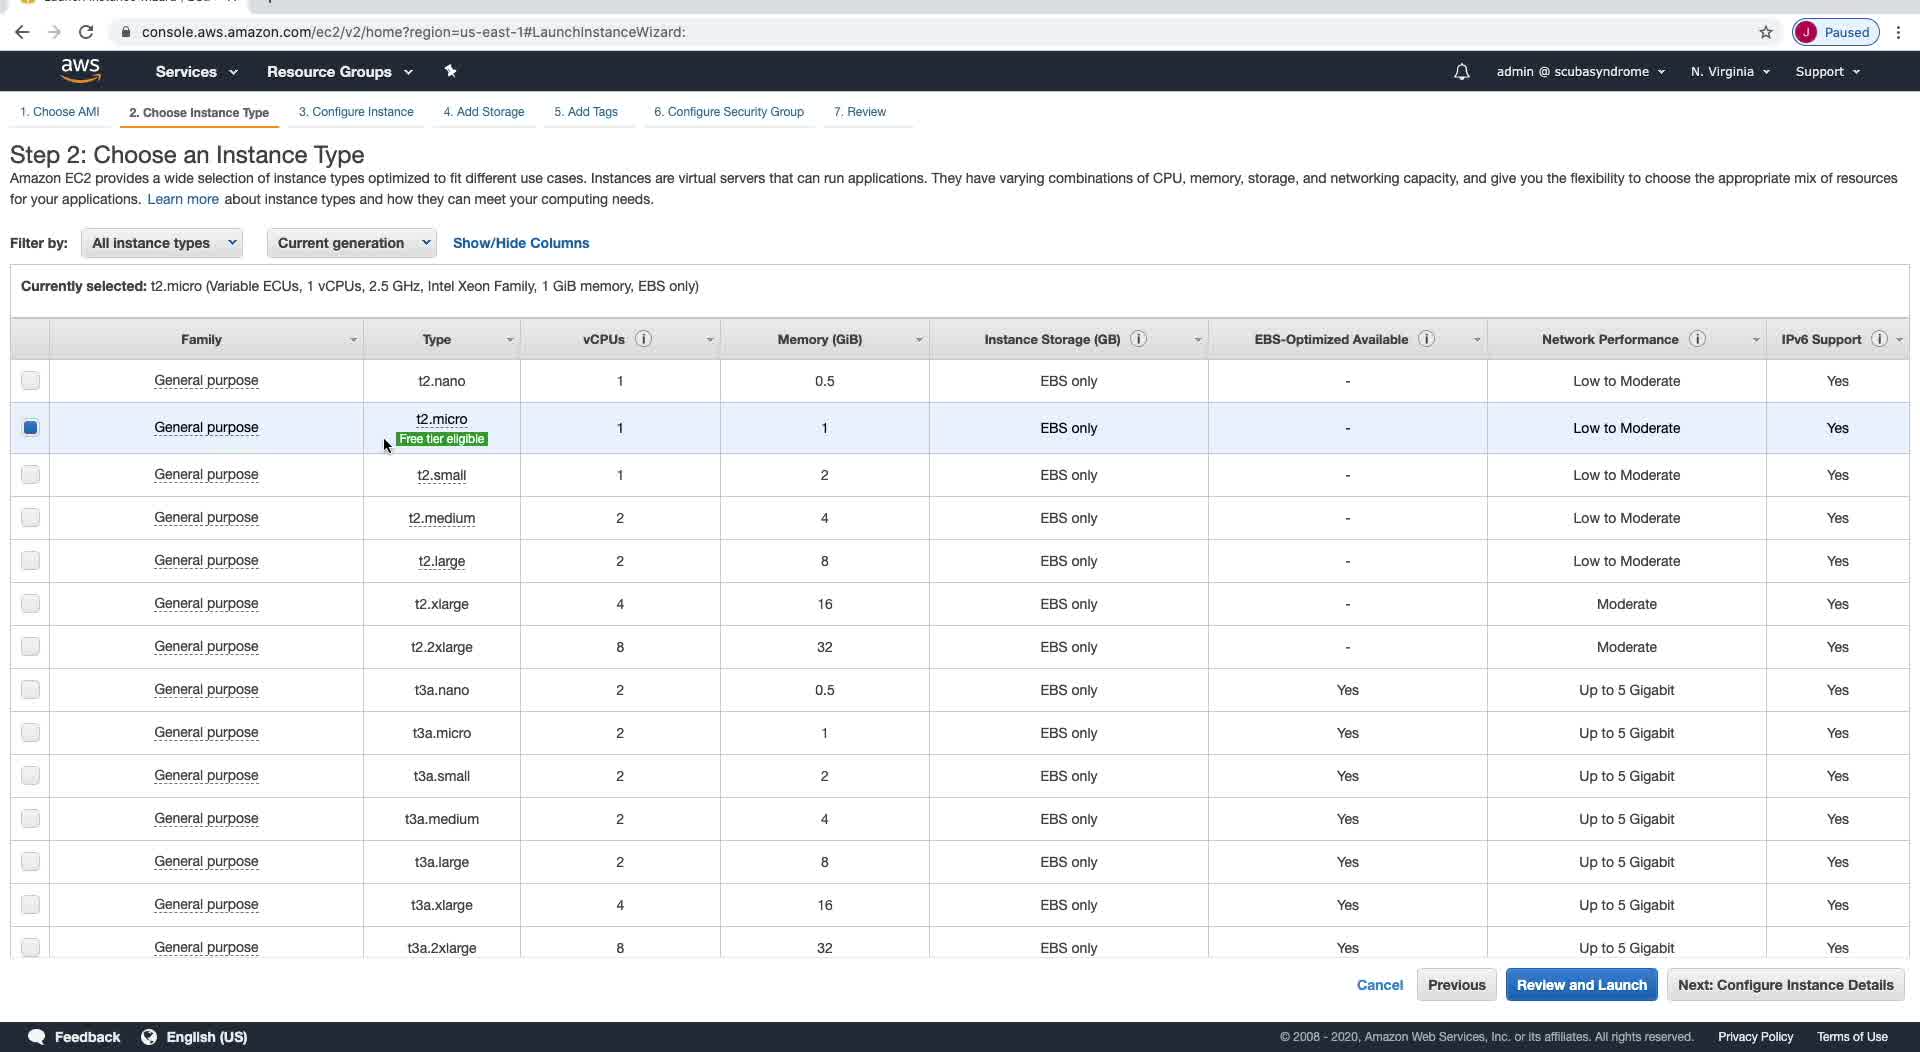 console.aws.amazon.com/ec2/v2/home?region=us-east-1#LaunchInstanceWizard:
J Paused
aws Services Resource Groups admin @ scubasyndrome N. Virginia Support
1. Choose AMI 2. Choose Instance Type 3. Configure Instance 4. Add Storage 5. Add Tags 6. Configure Security Group 7. Review
Step 2: Choose an Instance Type
Amazon EC2 provides a wide selection of instance types optimized to fit different use cases. Instances are virtual servers that can run applications. They have varying combinations of CPU, memory, storage, and networking capacity, and give you the flexibility to choose the appropriate mix of resources
for your applications. Learn more about instance types and how they can meet your computing needs.
Filter by: All instance types Current generation Show/Hide Columns
Currently selected: t2.micro (Variable ECUs, 1 vCPUs, 2.5 GHz, Intel Xeon Family, 1 GiB memory, EBS only)
Family Type vCPUs i Memory (GiB) Instance Storage (GB) i EBS-Optimized Available i Network Performance i IPv6 Support i
General purpose t2.nano 1 0.5 EBS only - Low to Moderate Yes
General purpose t2.micro 1 1 EBS only - Low to Moderate Yes
Free tier eligible
General purpose t2.small 1 2 EBS only - Low to Moderate Yes
General purpose t2.medium 2 4 EBS only - Low to Moderate Yes
General purpose t2.large 2 8 EBS only - Low to Moderate Yes
General purpose t2.xlarge 4 16 EBS only - Moderate Yes
General purpose t2.2xlarge 8 32 EBS only - Moderate Yes
General purpose t3a.nano 2 0.5 EBS only Yes Up to 5 Gigabit Yes
General purpose t3a.micro 2 1 EBS only Yes Up to 5 Gigabit Yes
General purpose t3a.small 2 2 EBS only Yes Up to 5 Gigabit Yes
General purpose t3a.medium 2 4 EBS only Yes Up to 5 Gigabit Yes
General purpose t3a.large 2 8 EBS only Yes Up to 5 Gigabit Yes
General purpose t3a.xlarge 4 16 EBS only Yes Up to 5 Gigabit Yes
General purpose t3a.2xlarge 8 32 EBS only Yes Up to 5 Gigabit Yes
Cancel Previous Review and Launch Next: Configure Instance Details
Feedback English (US) © 2008 - 2020, Amazon Web Services, Inc. or its affiliates. All rights reserved. Privacy Policy Terms of Use